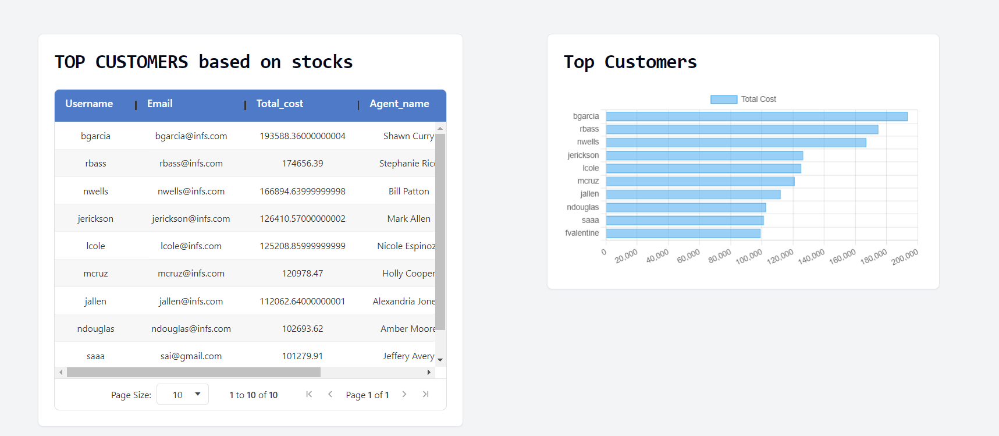 TOP CUSTOMERS based on stocks
Username Email Total_cost Agent_name
bgarcia bgarcia@infs.com 193588.36000000004 Shawn Curry
rbass rbass@infs.com 174656.39 Stephanie Rice
nwells nwells@infs.com 166894.63999999998 Bill Patton
jerickson jerickson@infs.com 126410.57000000002 Mark Allen
lcole lcole@infs.com 125208.85999999999 Nicole Espinoz
mcruz mcruz@infs.com 120978.47 Holly Cooper
jallen jallen@infs.com 112062.64000000001 Alexandria Jone
ndouglas ndouglas@infs.com 102693.62 Amber Moore
saaa sai@gmail.com 101279.91 Jeffery Avery
Page Size: 10 1 to 10 of 10 Page 1 of 1
Top Customers
Total Cost
bgarcia
rbass
nwells
jerickson
lcole
mcruz
jallen
ndouglas
saaa
fvalentine
0 20,000 40,000 60,000 80,000 100,000 120,000 140,000 160,000 180,000 200,000